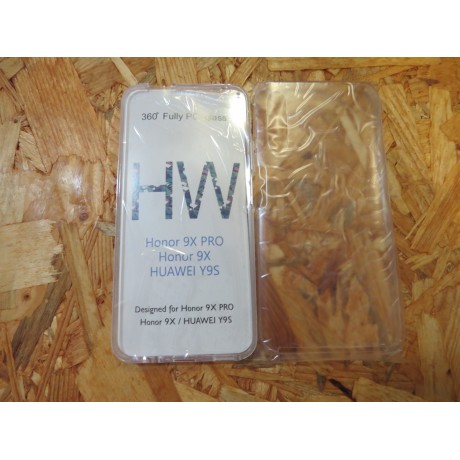 360° Fully
HW
Honor 9X PRO
Honor 9X
HUAWEI Y9S
Designed for Honor 9X PRO
Honor 9X / HUAWEI Y9S